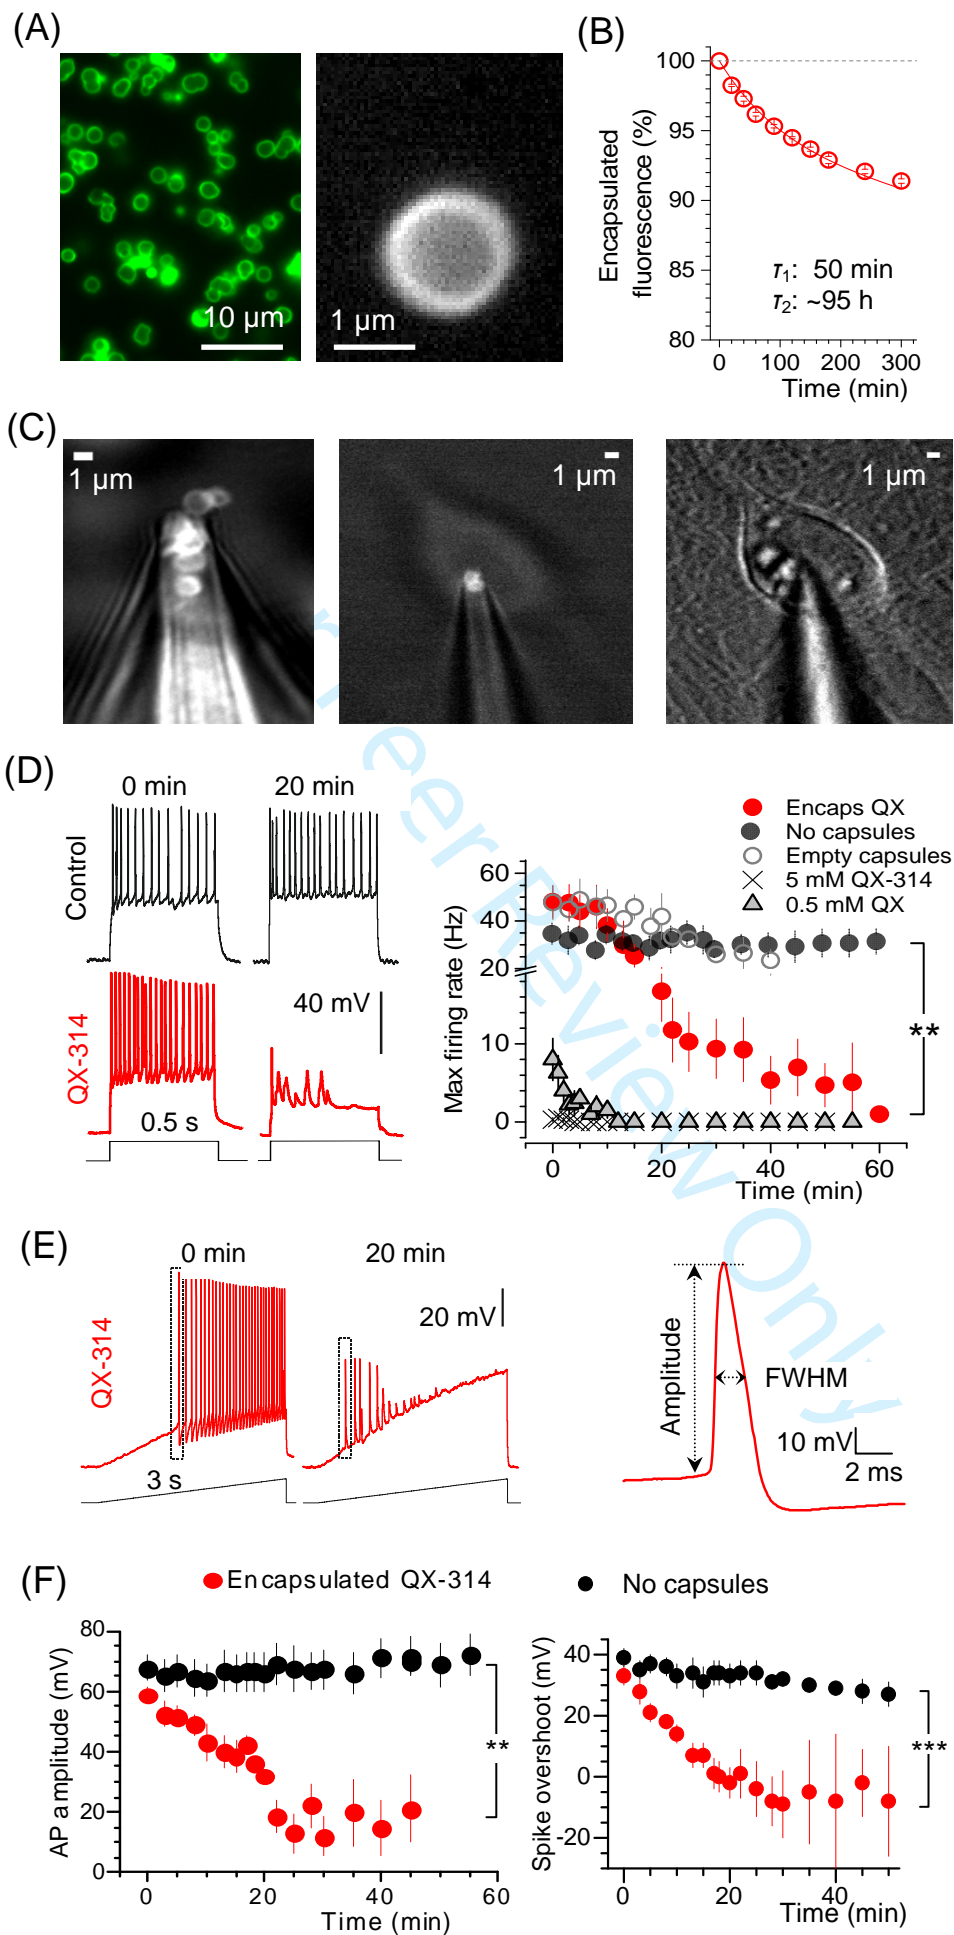 (A)
10 µm
1 µm
(B)
Encapsulated
fluorescence (%)
100
95
90
85
80
τ1: 50 min
τ2: ~95 h
0 100 200 300
Time (min)
(C)
1 µm
1 µm
1 µm
(D)
0 min
20 min
Control
QX-314
40 mV
0.5 s
Encaps QX
No capsules
Empty capsules
5 mM QX-314
0.5 mM QX
Max firing rate (Hz)
60
40
20
10
0
**
0 20 40 60
Time (min)
(E)
0 min
20 min
QX-314
20 mV
3 s
Amplitude
FWHM
10 mV
2 ms
(F)
Encapsulated QX-314
No capsules
AP amplitude (mV)
80
60
40
20
0
**
0 20 40 60
Time (min)
Spike overshoot (mV)
40
20
0
-20
***
0 20 40
Time (min)
For Peer Review Only